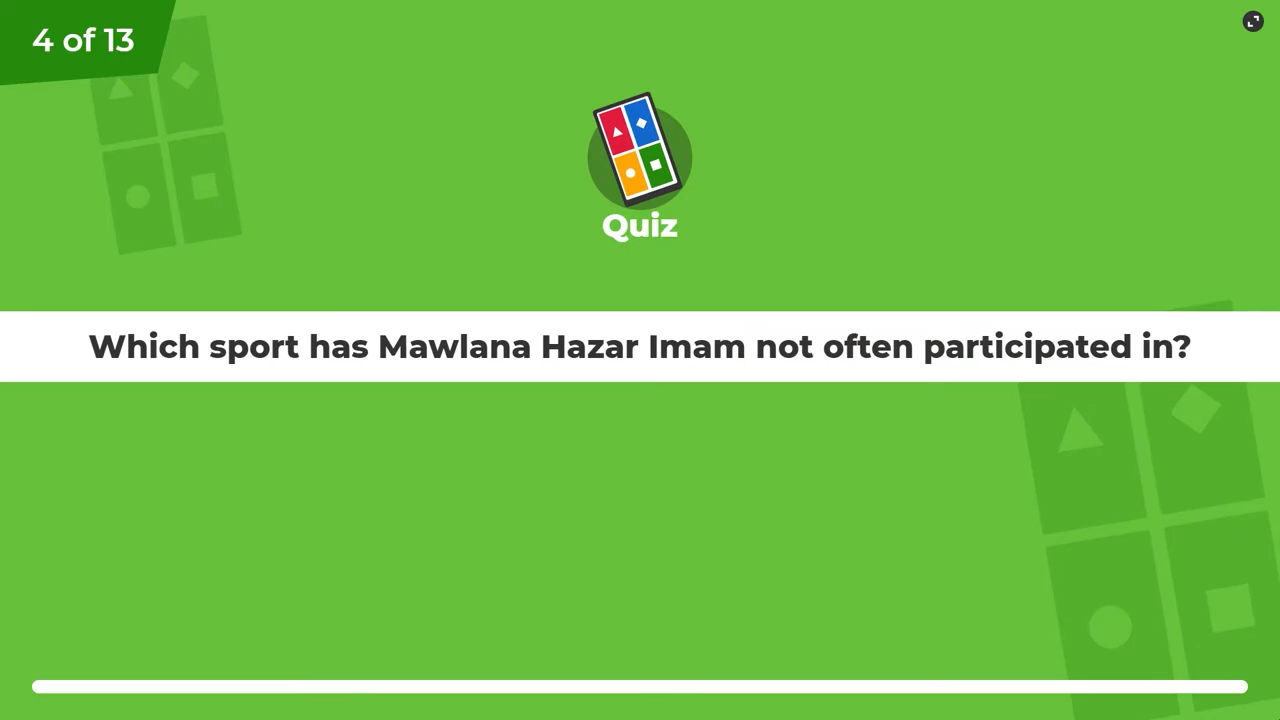 4 of 13
Quiz
Which sport has Mawlana Hazar Imam not often participated in?